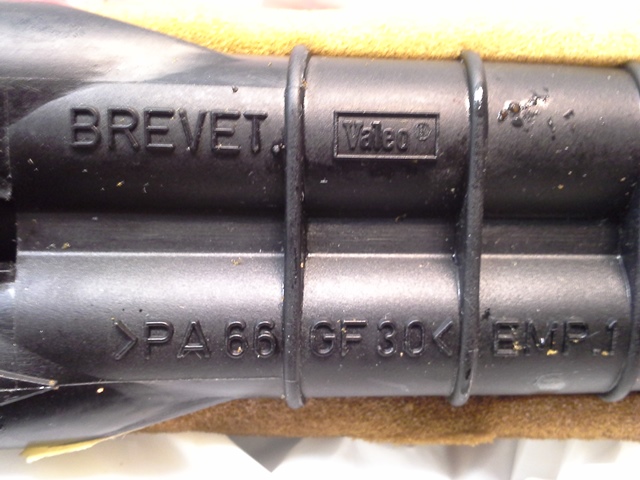 BREVET. Valeo
>PA 66 GF 30< EMP.1